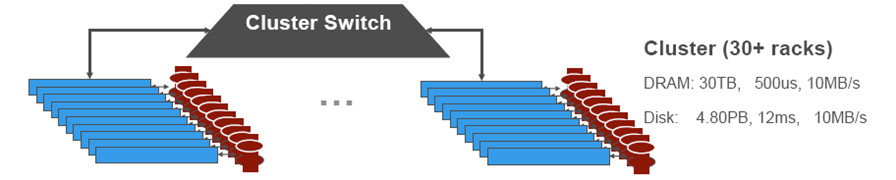 Cluster Switch
...
Cluster (30+ racks)
DRAM: 30TB, 500us, 10MB/s
Disk: 4.80PB, 12ms, 10MB/s